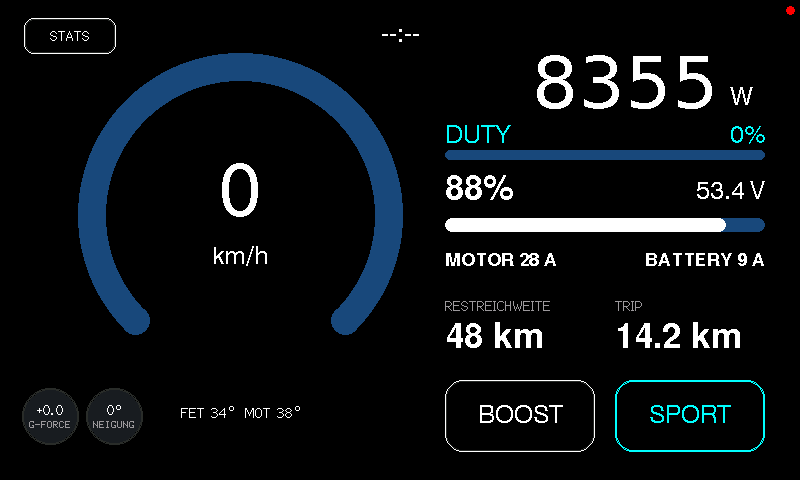 STATS
--:--
8355 W
DUTY 0%
0
km/h
88% 53.4 V
MOTOR 28 A BATTERY 9 A
RESTREICHWEITE TRIP
48 km 14.2 km
+0.0
G-FORCE
0°
NEIGUNG
FET 34° MOT 38°
BOOST SPORT